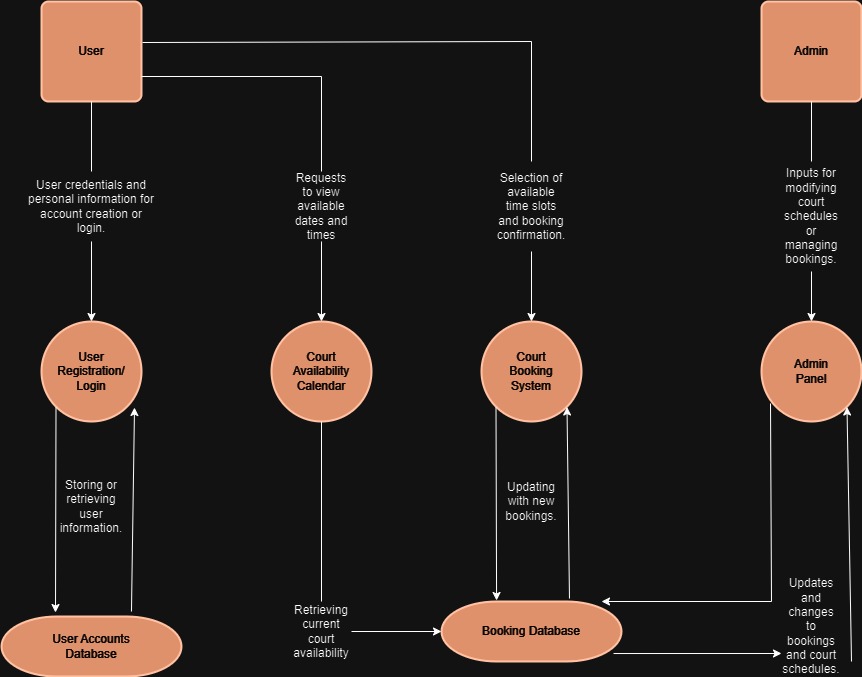 User
Admin
User credentials and
personal information for
account creation or
login.
Requests
to view
available
dates and
times
Selection of
available
time slots
and booking
confirmation.
Inputs for
modifying
court
schedules
or
managing
bookings.
User
Registration/
Login
Court
Availability
Calendar
Court
Booking
System
Admin
Panel
Storing or
retrieving
user
information.
Updating
with new
bookings.
User Accounts
Database
Retrieving
current
court
availability
Booking Database
Updates
and
changes
to
bookings
and court
schedules.